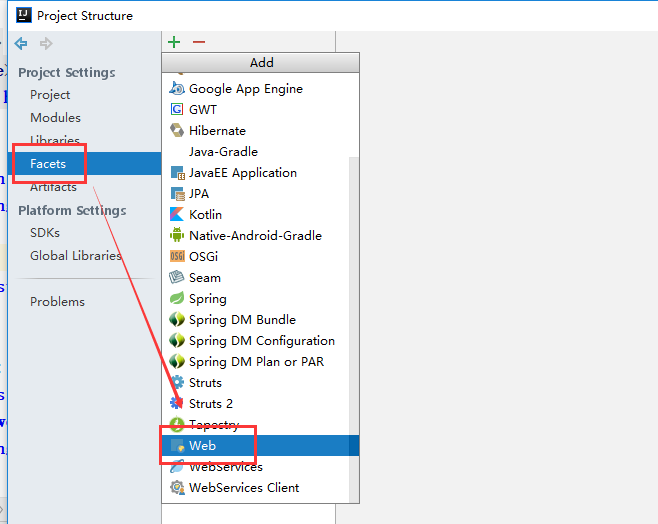 Project Structure
Project Settings
Project
Modules
Libraries
Facets
Artifacts
Platform Settings
SDKs
Global Libraries
Problems
Add
Google App Engine
GWT
Hibernate
Java-Gradle
JavaEE Application
JPA
Kotlin
Native-Android-Gradle
OSGi
Seam
Spring
Spring DM Bundle
Spring DM Configuration
Spring DM Plan or PAR
Struts
Struts 2
Tapestry
Web
WebServices
WebServices Client